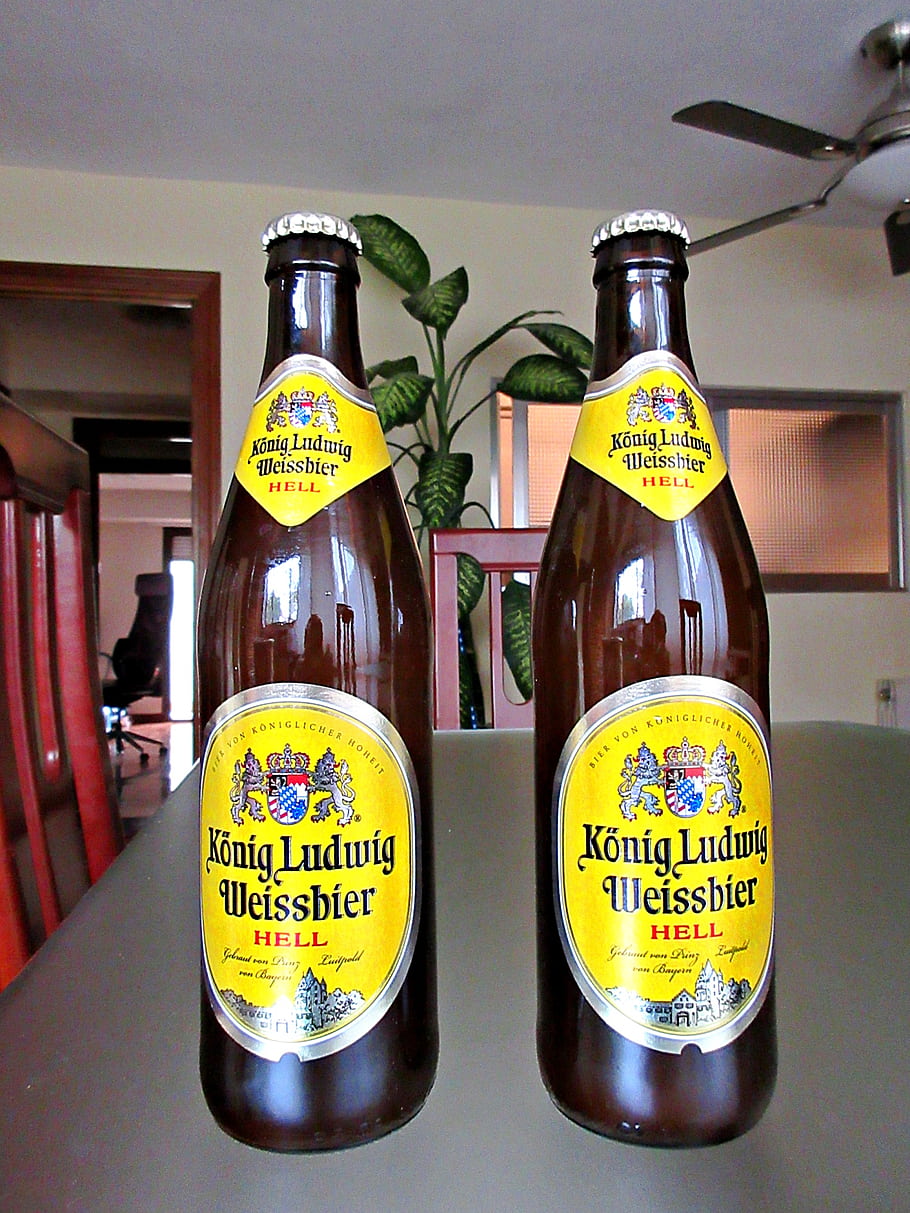 König Ludwig
Weissbier
HELL
BIER VON KÖNIGLICHER HOHEIT
®
König Ludwig
Weissbier
HELL
Gebraut von Prinz Luitpold
von Bayern
König Ludwig
Weissbier
HELL
BIER VON KÖNIGLICHER HOHEIT
®
König Ludwig
Weissbier
HELL
Gebraut von Prinz Luitpold
von Bayern